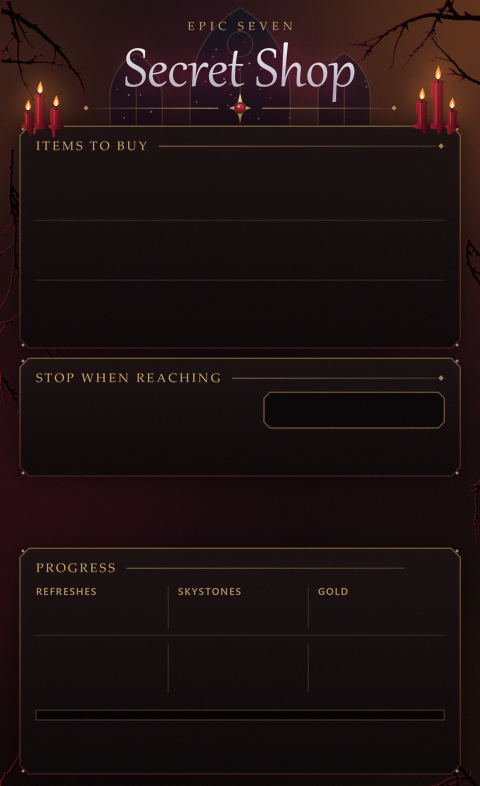 EPIC SEVEN
Secret Shop
ITEMS TO BUY
STOP WHEN REACHING
PROGRESS
REFRESHES SKYSTONES GOLD